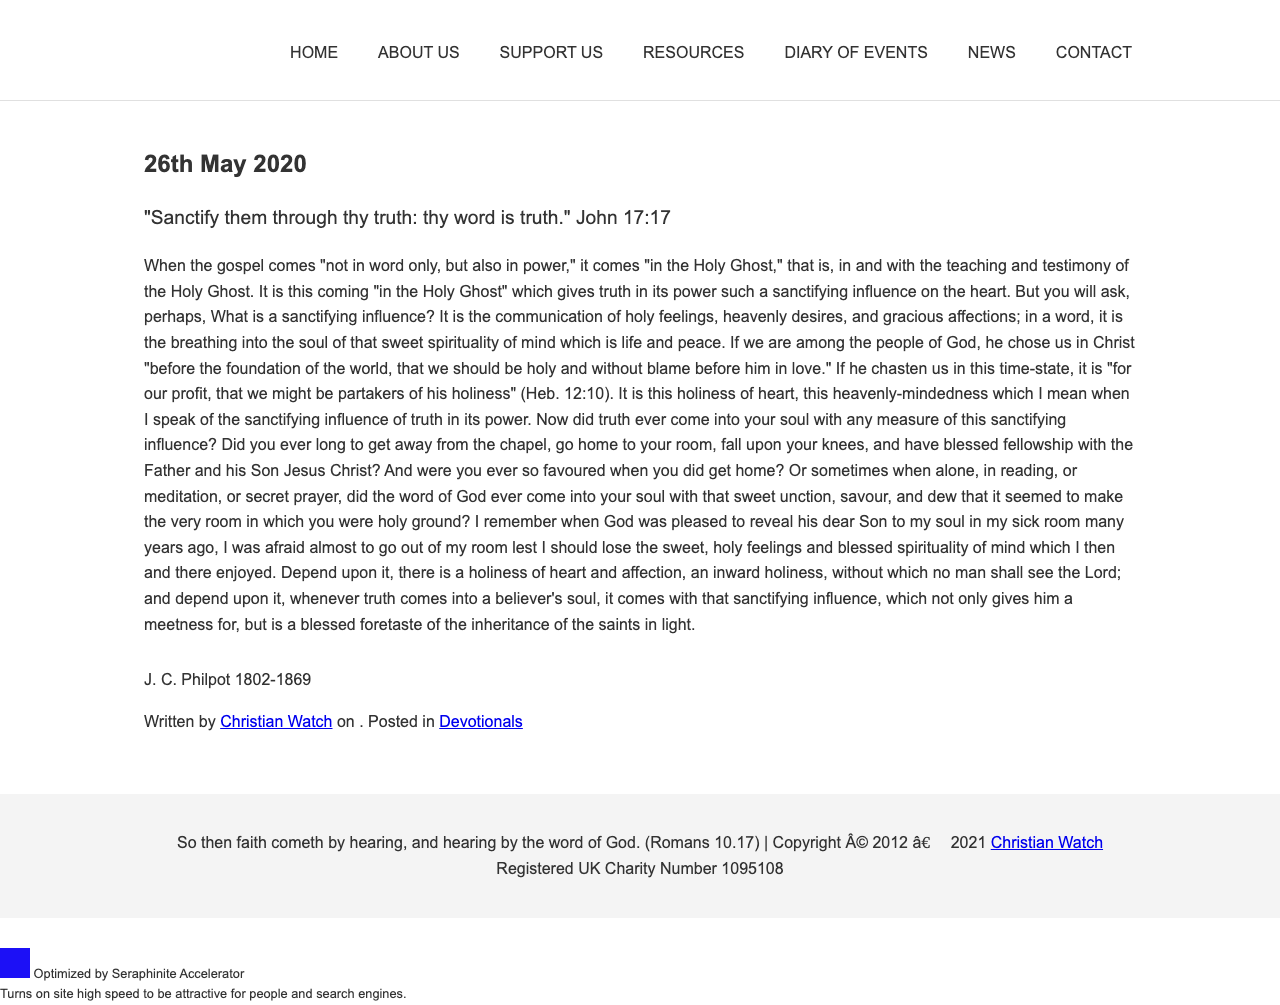 HOME ABOUT US SUPPORT US RESOURCES DIARY OF EVENTS NEWS CONTACT
26th May 2020
"Sanctify them through thy truth: thy word is truth." John 17:17
When the gospel comes "not in word only, but also in power," it comes "in the Holy Ghost," that is, in and with the teaching and testimony of
the Holy Ghost. It is this coming "in the Holy Ghost" which gives truth in its power such a sanctifying influence on the heart. But you will ask,
perhaps, What is a sanctifying influence? It is the communication of holy feelings, heavenly desires, and gracious affections; in a word, it is
the breathing into the soul of that sweet spirituality of mind which is life and peace. If we are among the people of God, he chose us in Christ
"before the foundation of the world, that we should be holy and without blame before him in love." If he chasten us in this time-state, it is "for
our profit, that we might be partakers of his holiness" (Heb. 12:10). It is this holiness of heart, this heavenly-mindedness which I mean when
I speak of the sanctifying influence of truth in its power. Now did truth ever come into your soul with any measure of this sanctifying
influence? Did you ever long to get away from the chapel, go home to your room, fall upon your knees, and have blessed fellowship with the
Father and his Son Jesus Christ? And were you ever so favoured when you did get home? Or sometimes when alone, in reading, or
meditation, or secret prayer, did the word of God ever come into your soul with that sweet unction, savour, and dew that it seemed to make
the very room in which you were holy ground? I remember when God was pleased to reveal his dear Son to my soul in my sick room many
years ago, I was afraid almost to go out of my room lest I should lose the sweet, holy feelings and blessed spirituality of mind which I then
and there enjoyed. Depend upon it, there is a holiness of heart and affection, an inward holiness, without which no man shall see the Lord;
and depend upon it, whenever truth comes into a believer's soul, it comes with that sanctifying influence, which not only gives him a
meetness for, but is a blessed foretaste of the inheritance of the saints in light.
J. C. Philpot 1802-1869
Written by Christian Watch on . Posted in Devotionals
So then faith cometh by hearing, and hearing by the word of God. (Romans 10.17) | Copyright Â© 2012 â€ 2021 Christian Watch
Registered UK Charity Number 1095108
Optimized by Seraphinite Accelerator
Turns on site high speed to be attractive for people and search engines.